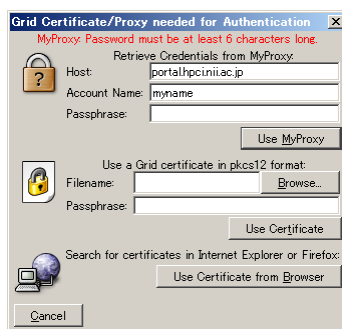 Grid Certificate/Proxy needed for Authentication
MyProxy: Password must be at least 6 characters long.
Retrieve Credentials from MyProxy:
Host: portal.hpci.nii.ac.jp
Account Name: myname
Passphrase:
Use MyProxy
Use a Grid certificate in pkcs12 format:
Filename: Browse...
Passphrase:
Use Certificate
Search for certificates in Internet Explorer or Firefox:
Use Certificate from Browser
Cancel